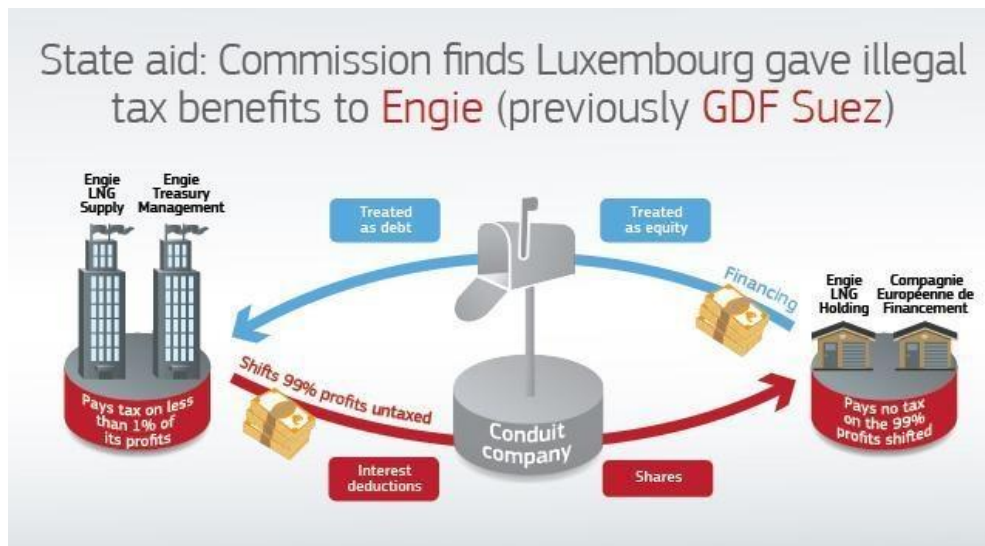 State aid: Commission finds Luxembourg gave illegal
tax benefits to Engie (previously GDF Suez)
Engie
LNG
Supply
Engie
Treasury
Management
Treated
as debt
Treated
as equity
Financing
Engie
LNG
Holding
Compagnie
Européenne de
Financement
Pays tax on less
than 1% of
its profits
Shifts 99% profits untaxed
Conduit
company
Pays no tax
on the 99%
profits shifted
Interest
deductions
Shares